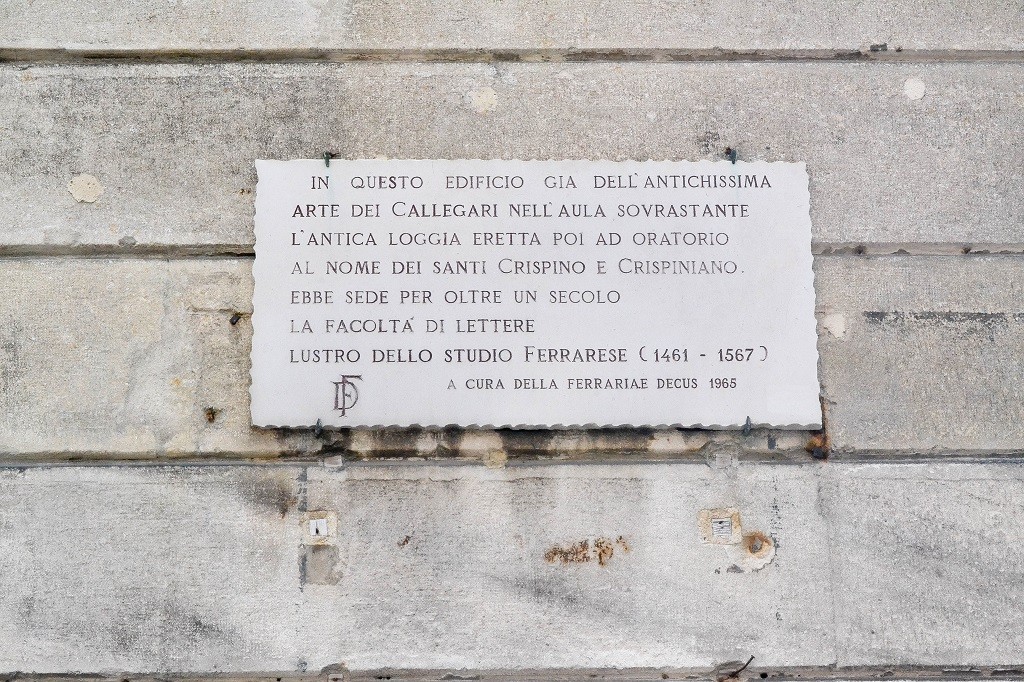 IN QUESTO EDIFICIO GIA DELL'ANTICHISSIMA
ARTE DEI CALLEGARI NELL'AULA SOVRASTANTE
L'ANTICA LOGGIA ERETTA POI AD ORATORIO
AL NOME DEI SANTI CRISPINO E CRISPINIANO.
EBBE SEDE PER OLTRE UN SECOLO
LA FACOLTA' DI LETTERE
LUSTRO DELLO STUDIO FERRARESE (1461 - 1567)
DF A CURA DELLA FERRARIAE DECUS 1965